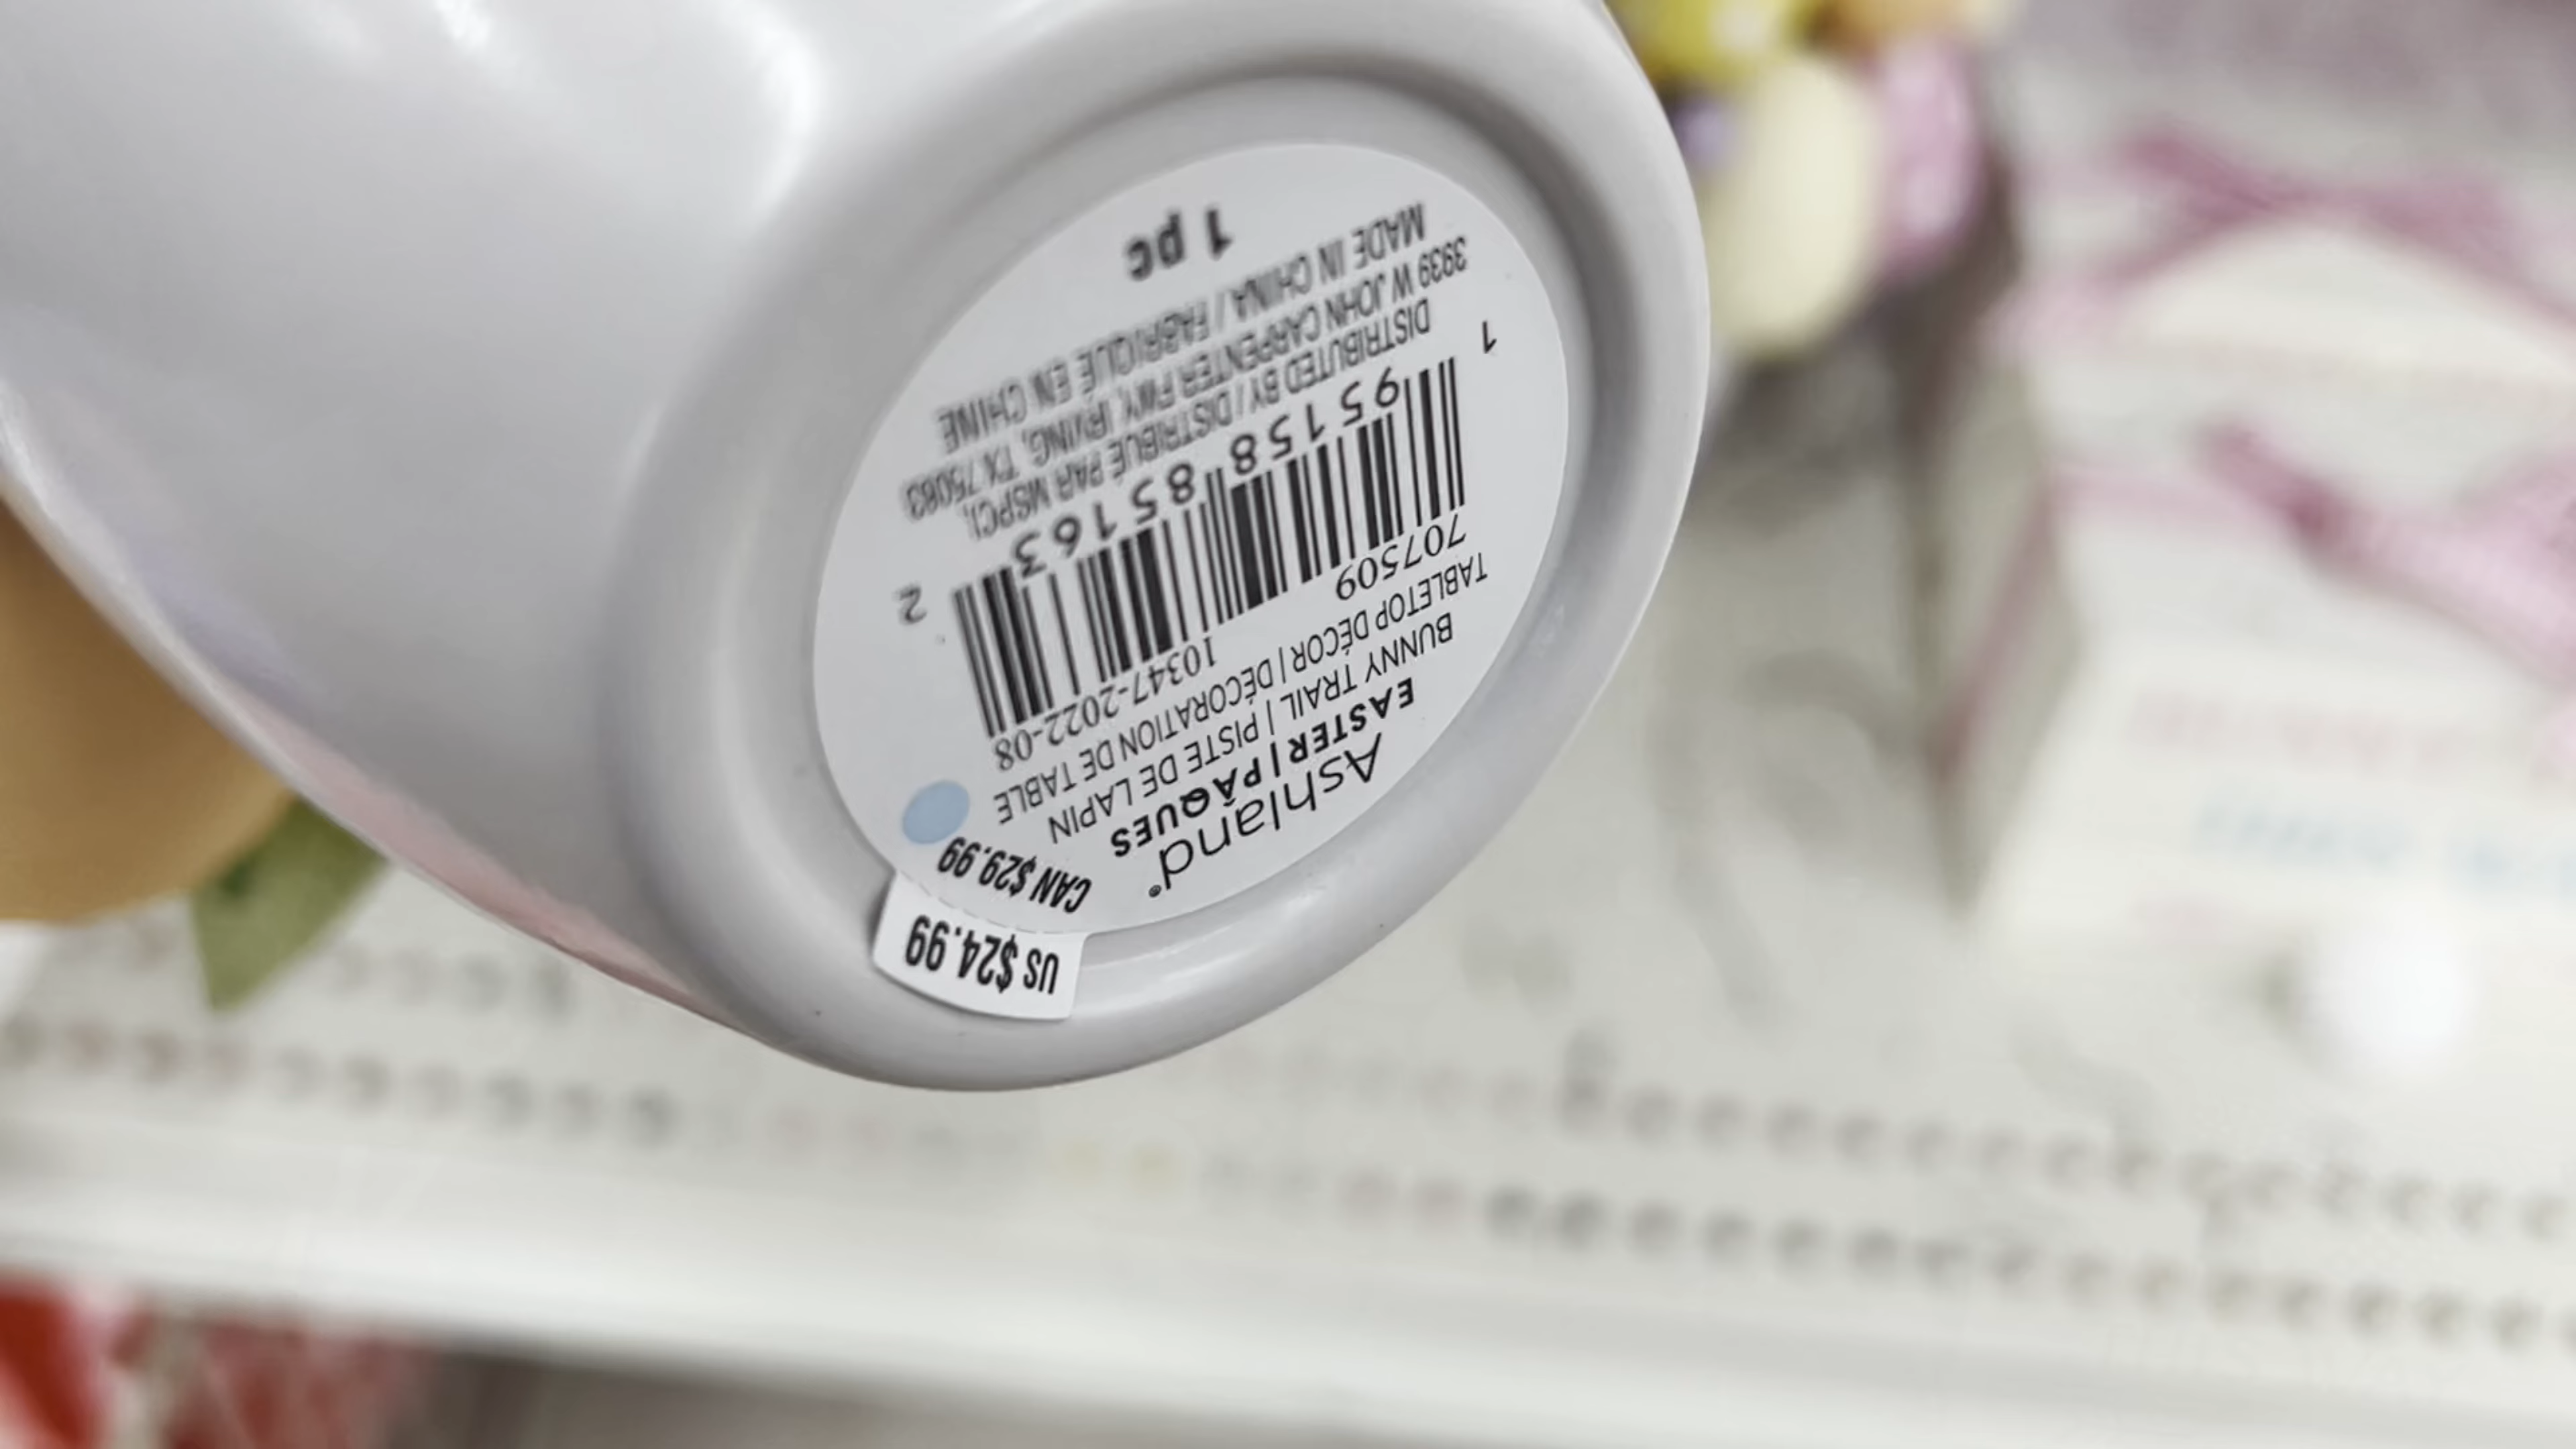 US $24.99
CAN $29.99
Ashland®
EASTER | PÂQUES
BUNNY TRAIL | PISTE DE LAPIN
TABLETOP DÉCOR | DÉCORATION DE TABLE
707509 10347-2022-08
1 95158 85163 2
DISTRIBUTED BY / DISTRIBUÉ PAR MSPCI,
3939 W JOHN CARPENTER FWY, IRVING, TX 75063
MADE IN CHINA / FABRIQUÉ EN CHINE
1 pc